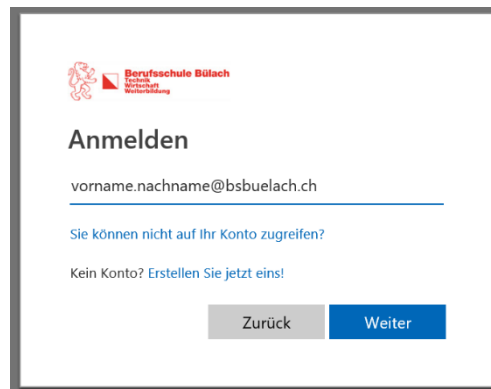 Berufsschule Bülach
Technik
Wirtschaft
Weiterbildung
Anmelden
vorname.nachname@bsbuelach.ch
Sie können nicht auf Ihr Konto zugreifen?
Kein Konto? Erstellen Sie jetzt eins!
Zurück Weiter